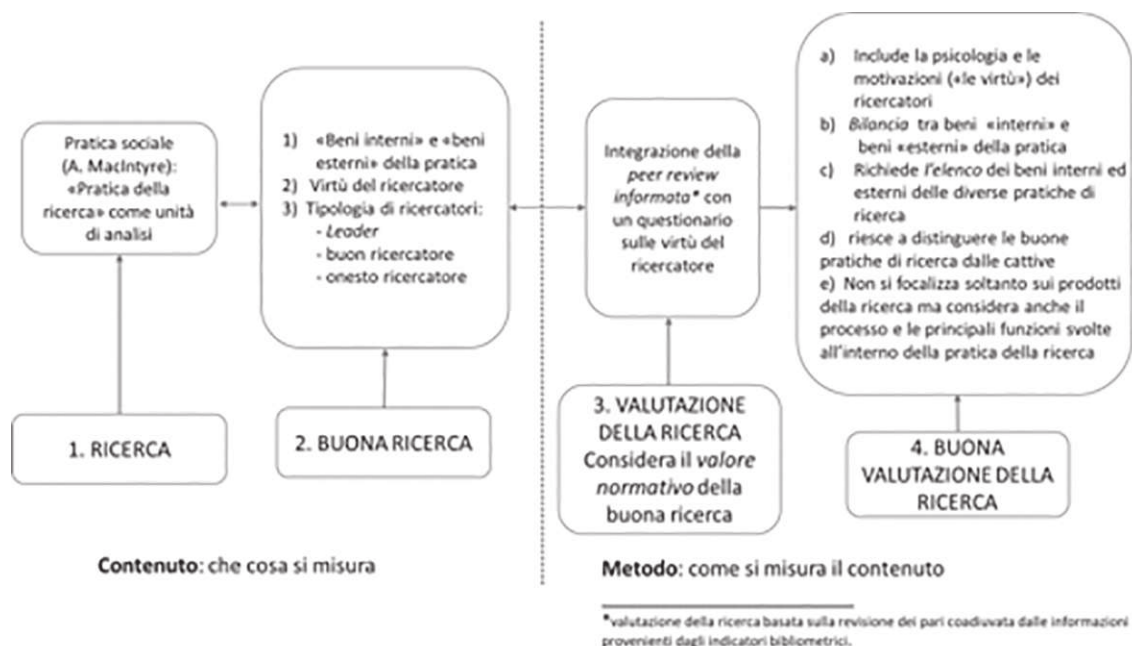 Pratica sociale
(A. MacIntyre):
«Pratica della
ricerca» come unità
di analisi
1) «Beni interni» e «beni
esterni» della pratica
2) Virtù del ricercatore
3) Tipologia di ricercatori:
- Leader
- buon ricercatore
- onesto ricercatore
Integrazione della
peer review
informata* con
un questionario
sulle virtù del
ricercatore
a) Include la psicologia e le
motivazioni («le virtù») dei
ricercatori
b) Bilancia tra beni «interni» e
beni «esterni» della pratica
c) Richiede l'elenco dei beni interni ed
esterni delle diverse pratiche di
ricerca
d) riesce a distinguere le buone
pratiche di ricerca dalle cattive
e) Non si focalizza soltanto sui prodotti
della ricerca ma considera anche il
processo e le principali funzioni svolte
all'interno della pratica della ricerca
1. RICERCA
2. BUONA RICERCA
3. VALUTAZIONE
DELLA RICERCA
Considera il valore
normativo della
buona ricerca
4. BUONA
VALUTAZIONE DELLA
RICERCA
Contenuto: che cosa si misura
Metodo: come si misura il contenuto
*valutazione della ricerca basata sulla revisione dei pari coadiuvata dalle informazioni
provenienti dagli indicatori bibliometrici.